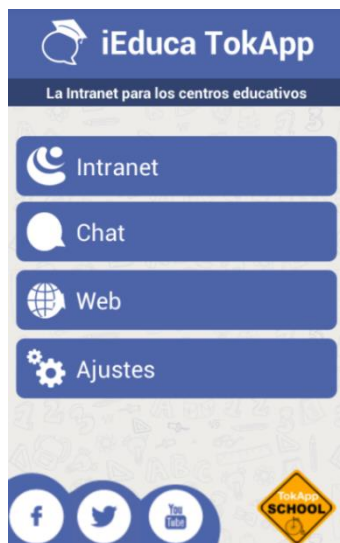 iEduca TokApp
La Intranet para los centros educativos
Intranet
Chat
Web
Ajustes
f
You
Tube
TokApp
SCHOOL